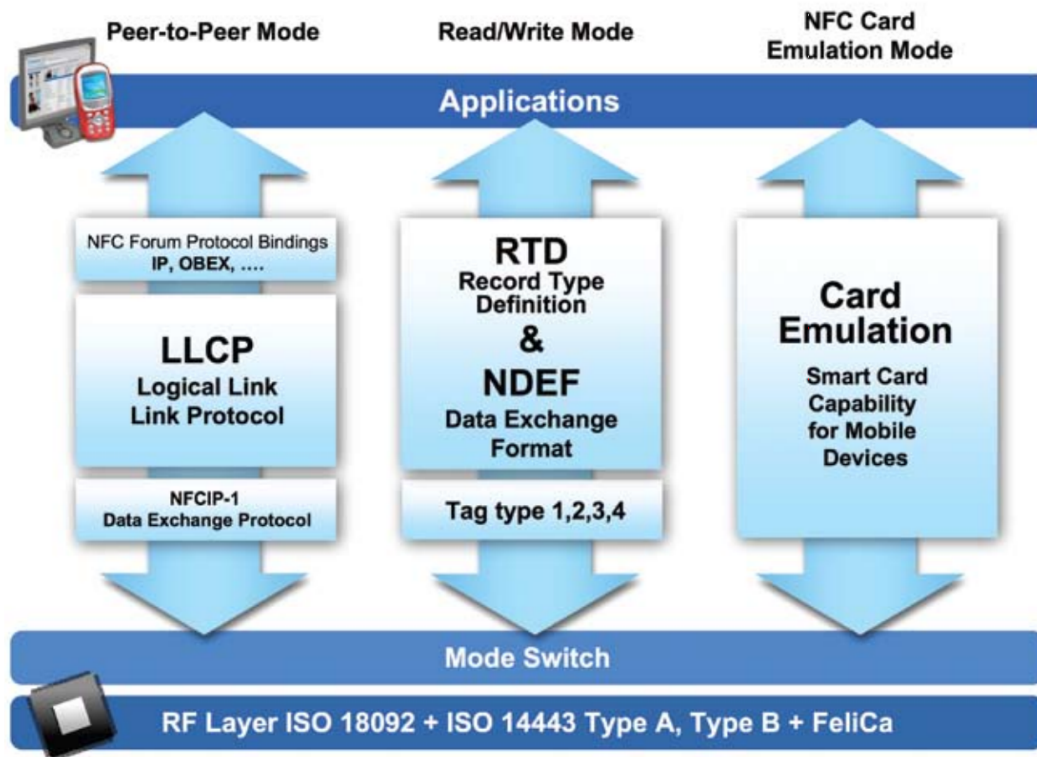 Peer-to-Peer Mode
Read/Write Mode
NFC Card
Emulation Mode
Applications
NFC Forum Protocol Bindings
IP, OBEX, ....
LLCP
Logical Link
Link Protocol
NFCIP-1
Data Exchange Protocol
RTD
Record Type
Definition
&
NDEF
Data Exchange
Format
Tag type 1,2,3,4
Card
Emulation
Smart Card
Capability
for Mobile
Devices
Mode Switch
RF Layer ISO 18092 + ISO 14443 Type A, Type B + FeliCa